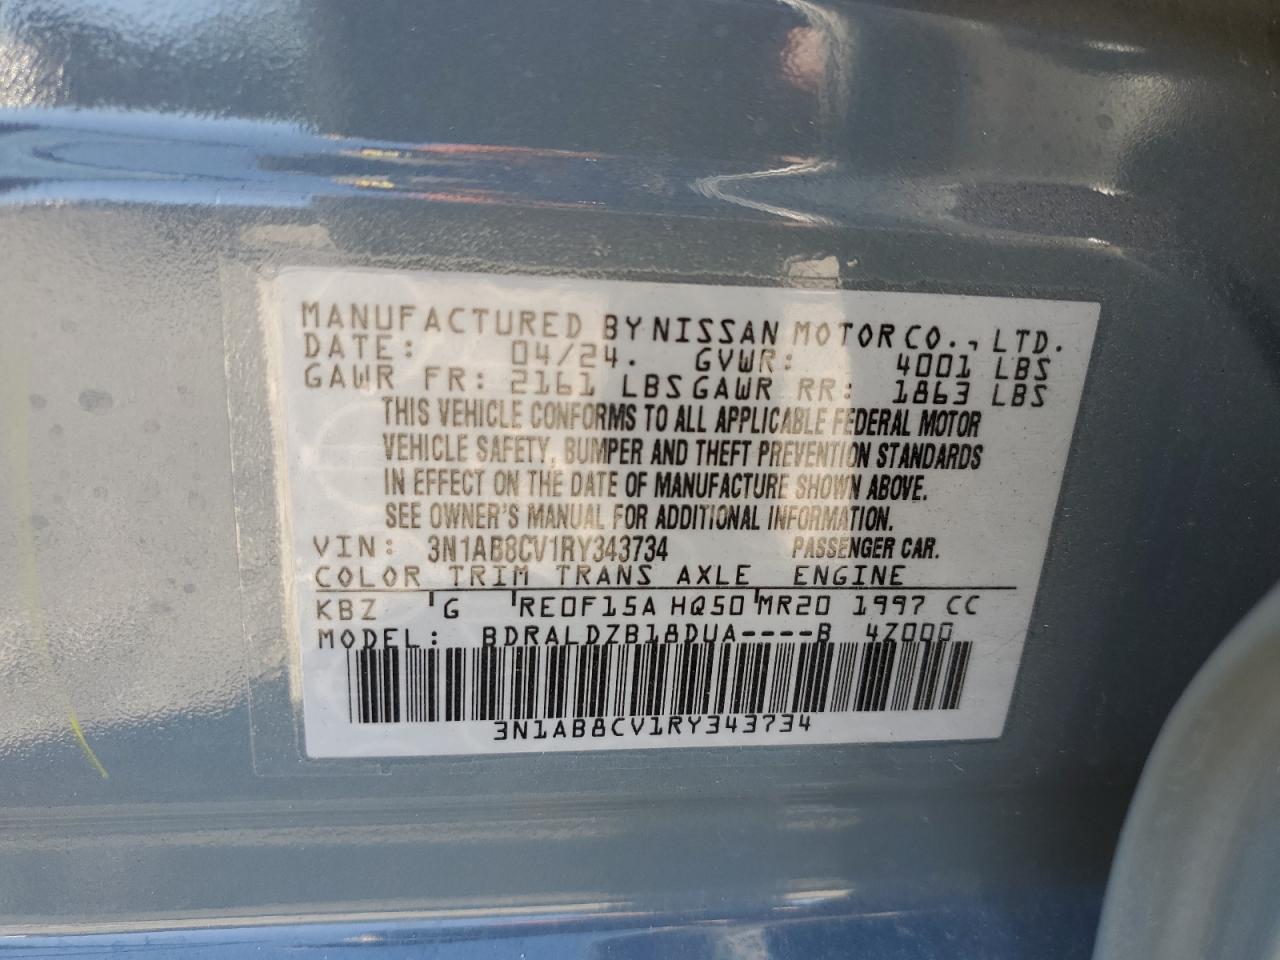 MANUFACTURED BY NISSAN MOTOR CO., LTD.
DATE: 04/24. GVWR: 4001 LBS
GAWR FR: 2161 LBS GAWR RR: 1863 LBS
THIS VEHICLE CONFORMS TO ALL APPLICABLE FEDERAL MOTOR
VEHICLE SAFETY, BUMPER AND THEFT PREVENTION STANDARDS
IN EFFECT ON THE DATE OF MANUFACTURE SHOWN ABOVE.
SEE OWNER'S MANUAL FOR ADDITIONAL INFORMATION.
VIN: 3N1AB8CV1RY343734 PASSENGER CAR.
COLOR TRIM TRANS AXLE ENGINE
KBZ G RE0F15A HQ50 MR20 1997 CC
MODEL: BDRALDZB18DUA----B 4Z000
3N1AB8CV1RY343734